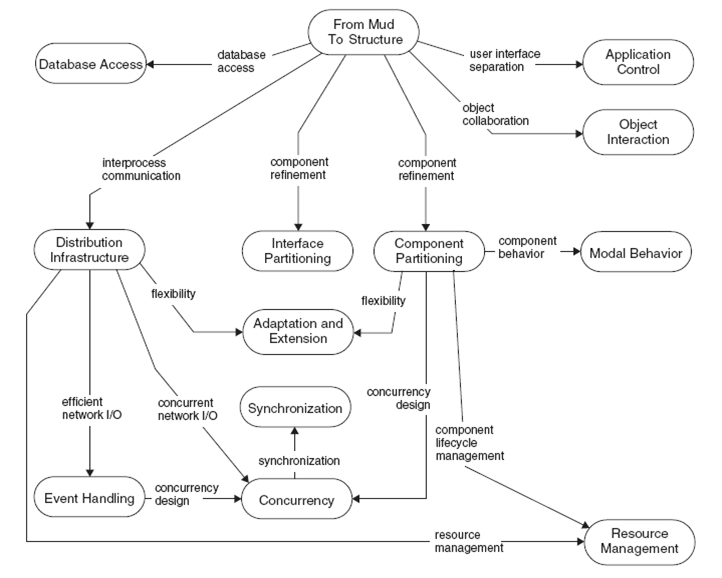 From Mud
To Structure
Database Access
database
access
user interface
separation
Application
Control
object
collaboration
Object
Interaction
interprocess
communication
component
refinement
component
refinement
Distribution
Infrastructure
Interface
Partitioning
Component
Partitioning
component
behavior
Modal Behavior
flexibility
flexibility
Adaptation and
Extension
efficient
network I/O
concurrent
network I/O
Synchronization
concurrency
design
synchronization
component
lifecycle
management
Event Handling
concurrency
design
Concurrency
resource
management
Resource
Management